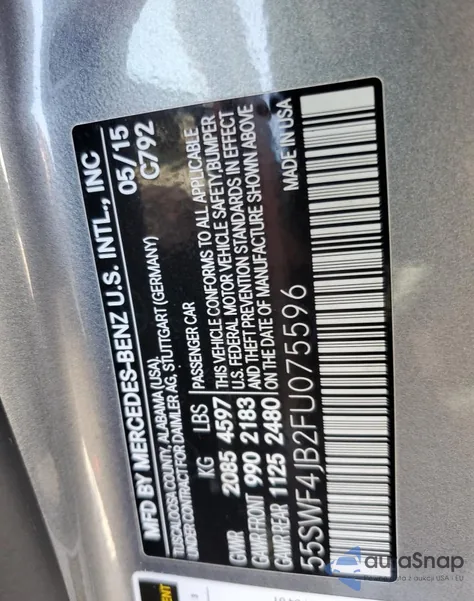 MFD BY MERCEDES-BENZ U.S. INTL., INC
TUSCALOOSA COUNTY, ALABAMA (USA) 05/15
UNDER CONTRACT FOR DAIMLER AG, STUTTGART (GERMANY) C792
KG LBS PASSENGER CAR
GVWR 2085 4597 THIS VEHICLE CONFORMS TO ALL APPLICABLE
GAWR FRONT 990 2183 U.S. FEDERAL MOTOR VEHICLE SAFETY, BUMPER
GAWR REAR 1125 2480 AND THEFT PREVENTION STANDARDS IN EFFECT
ON THE DATE OF MANUFACTURE SHOWN ABOVE
55SWF4JB2FU075596 MADE IN USA
autaSnap